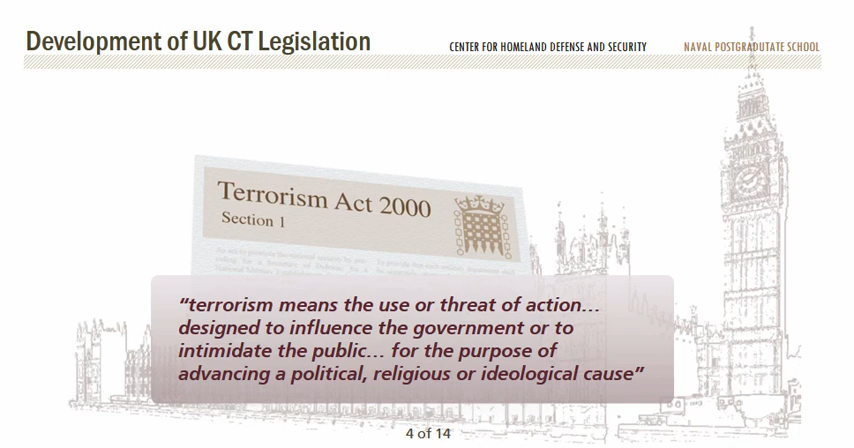 Development of UK CT Legislation
CENTER FOR HOMELAND DEFENSE AND SECURITY
NAVAL POSTGRADUTATE SCHOOL
Terrorism Act 2000
Section 1
“terrorism means the use or threat of action...
designed to influence the government or to
intimidate the public... for the purpose of
advancing a political, religious or ideological cause”
4 of 14